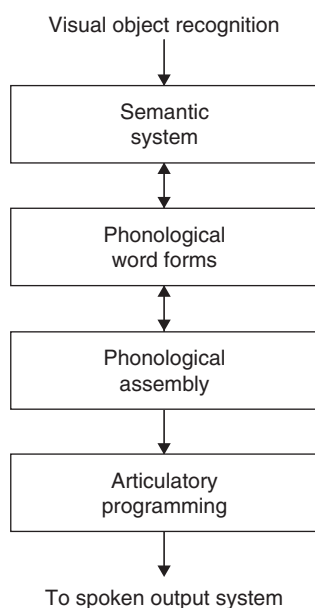 Visual object recognition
Semantic
system
Phonological
word forms
Phonological
assembly
Articulatory
programming
To spoken output system